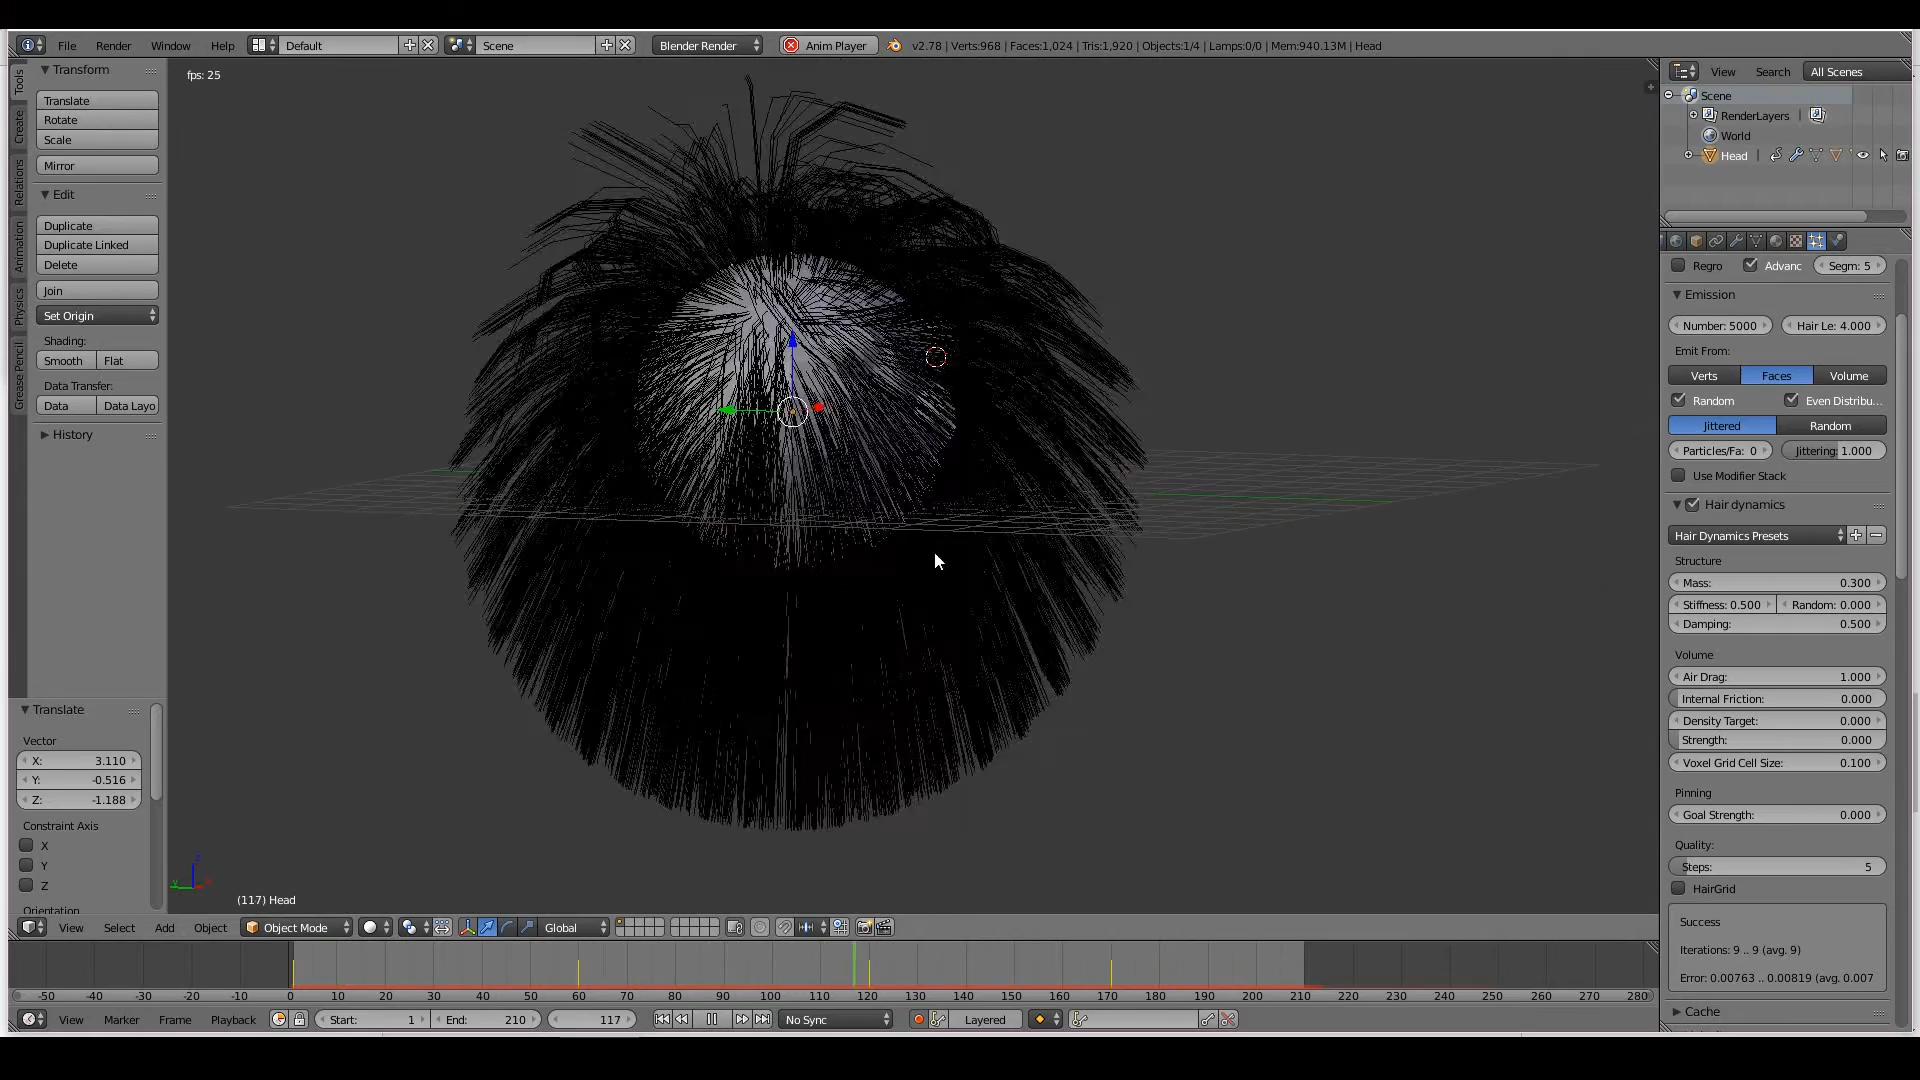 File Render Window Help Default Scene Blender Render Anim Player v2.78 | Verts:968 | Faces:1,024 | Tris:1,920 | Objects:1/4 | Lamps:0/0 | Mem:940.13M | Head
Tools
Create
Relations
Animation
Physics
Grease Pencil
Transform
Translate
Rotate
Scale
Mirror
Edit
Duplicate
Duplicate Linked
Delete
Join
Set Origin
Shading:
Smooth Flat
Data Transfer:
Data Data Layo
History
Translate
Vector
X: 3.110
Y: -0.516
Z: -1.188
Constraint Axis
X
Y
Z
Orientation
fps: 25
(117) Head
View Search All Scenes
Scene
RenderLayers
World
Head
Regro Advanc Segm: 5
Emission
Number: 5000 Hair Le: 4.000
Emit From:
Verts Faces Volume
Random Even Distribu...
Jittered Random
Particles/Fa: 0 Jittering: 1.000
Use Modifier Stack
Hair dynamics
Hair Dynamics Presets
Structure
Mass: 0.300
Stiffness: 0.500 Random: 0.000
Damping: 0.500
Volume
Air Drag: 1.000
Internal Friction: 0.000
Density Target: 0.000
Strength: 0.000
Voxel Grid Cell Size: 0.100
Pinning
Goal Strength: 0.000
Quality:
Steps: 5
HairGrid
Success
Iterations: 9 .. 9 (avg. 9)
Error: 0.00763 .. 0.00819 (avg. 0.007
Cache
View Select Add Object Object Mode Global
-50 -40 -30 -20 -10 0 10 20 30 40 50 60 70 80 90 100 110 120 130 140 150 160 170 180 190 200 210 220 230 240 250 260 270 280
View Marker Frame Playback Start: 1 End: 210 117 No Sync Layered